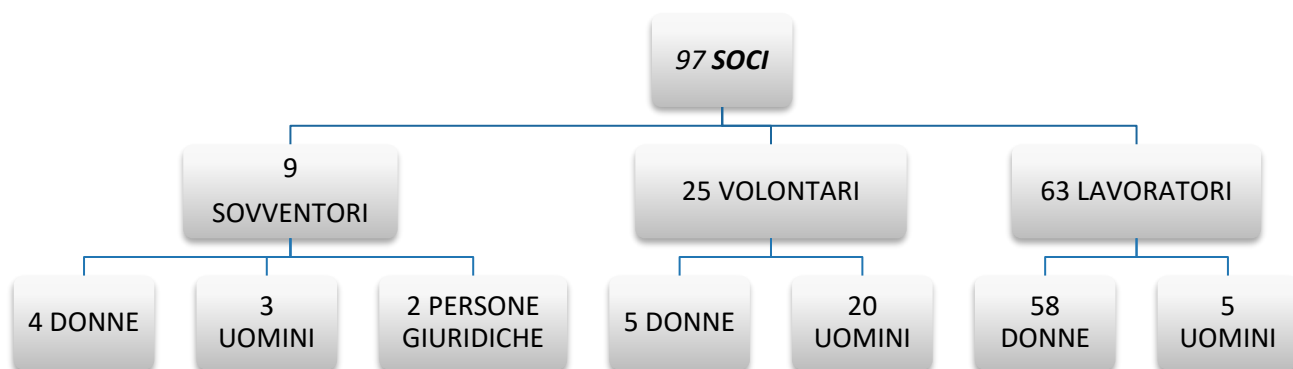 97 SOCI
9
SOVVENTORI
25 VOLONTARI
63 LAVORATORI
4 DONNE
3
UOMINI
2 PERSONE
GIURIDICHE
5 DONNE
20
UOMINI
58
DONNE
5
UOMINI